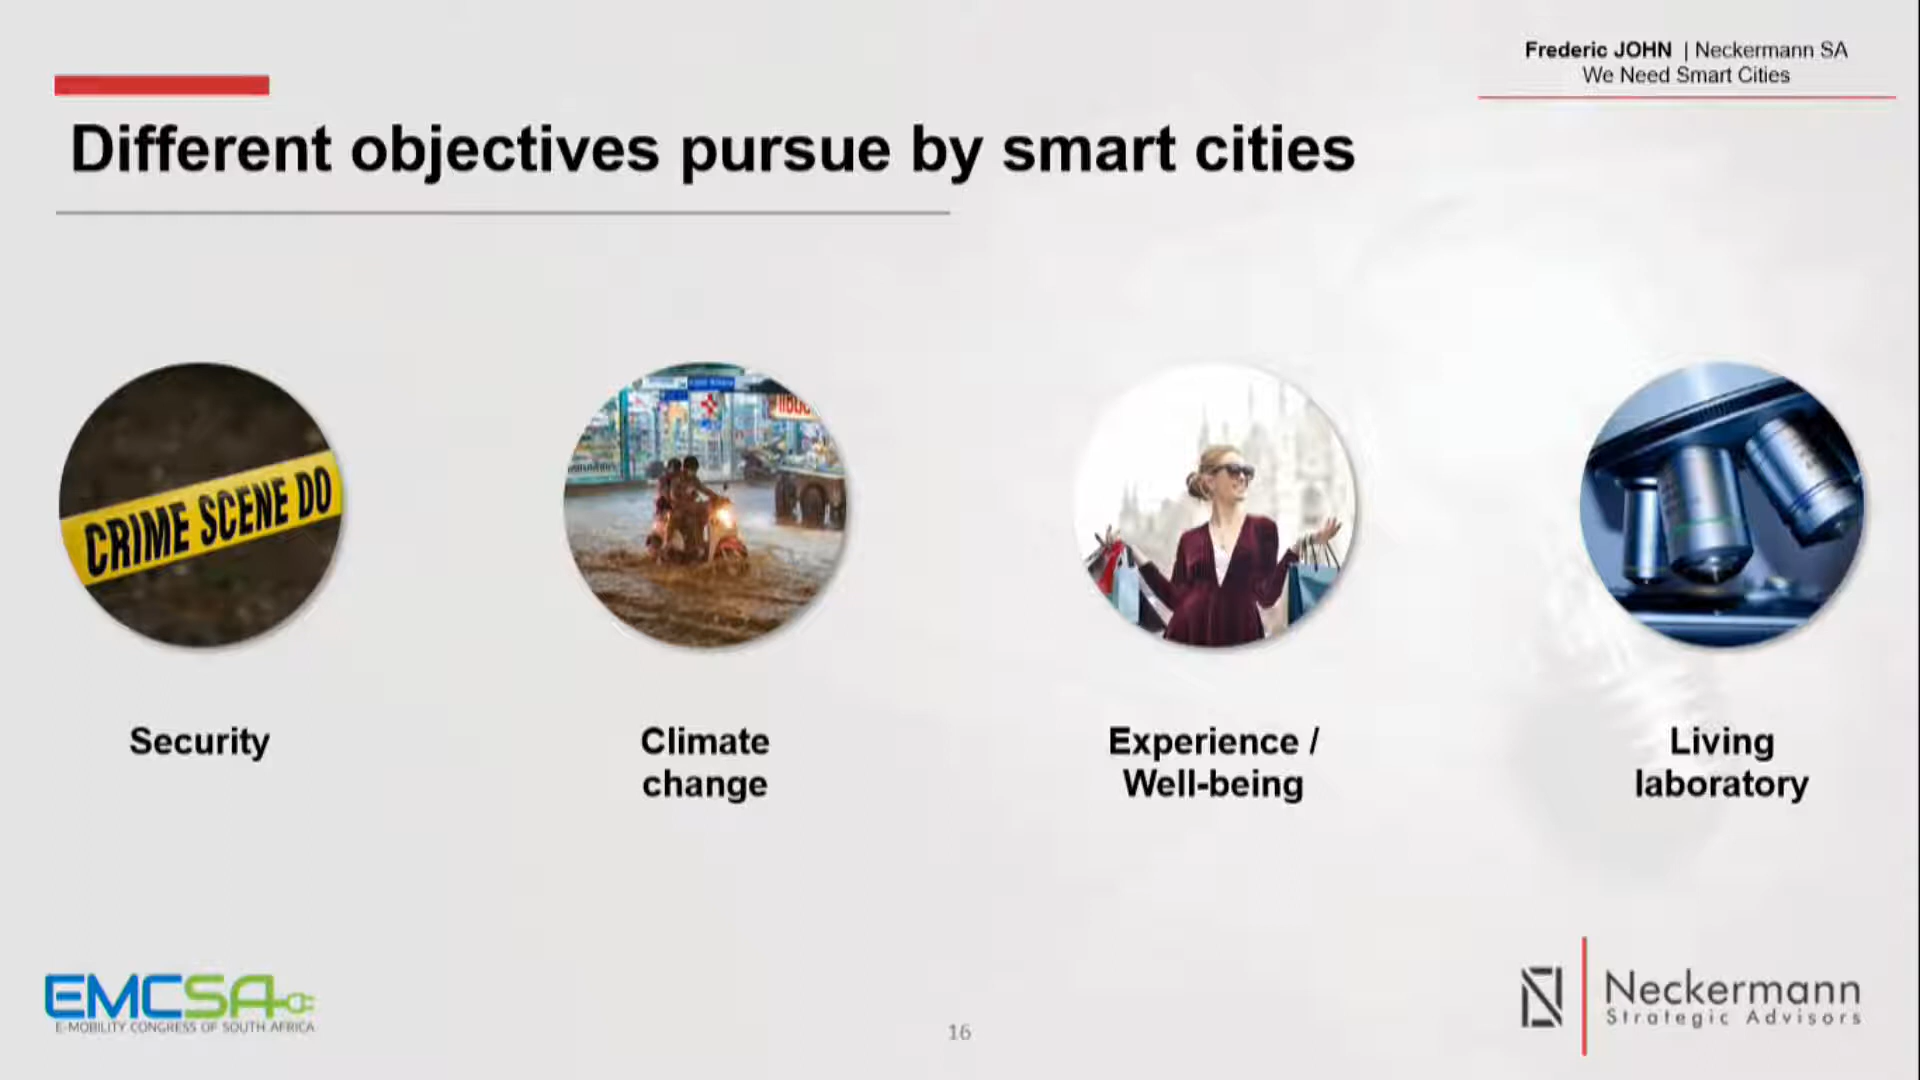 Frederic JOHN | Neckermann SA
We Need Smart Cities
Different objectives pursue by smart cities
CRIME SCENE DO
Security
Climate
change
Experience /
Well-being
Living
laboratory
EMCSA
E-MOBILITY CONGRESS OF SOUTH AFRICA
16
Neckermann
Strategic Advisors